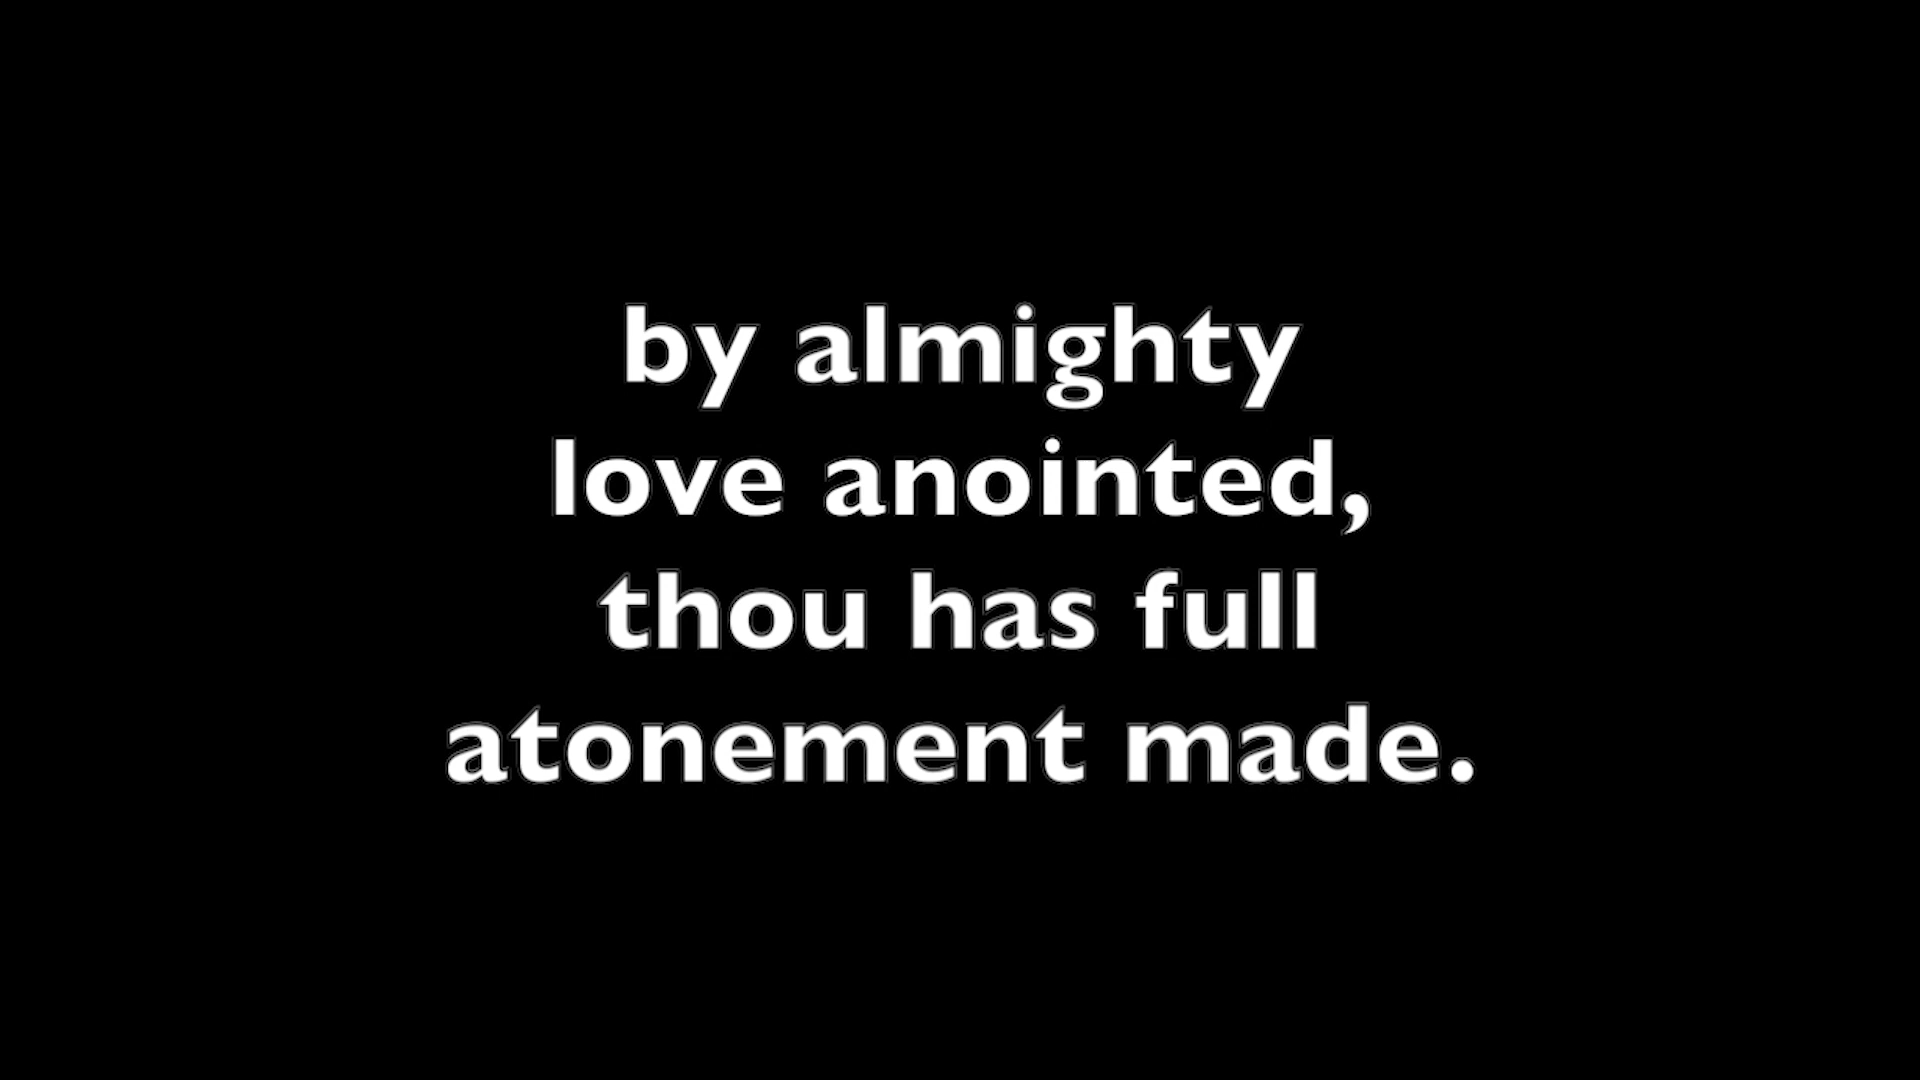 by almighty
love anointed,
thou has full
atonement made.